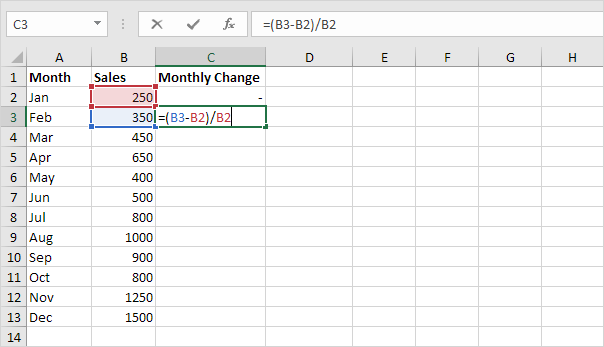 C3 fx =(B3-B2)/B2
A B C D E F G H
1 Month Sales Monthly Change
2 Jan 250 -
3 Feb 350 =(B3-B2)/B2
4 Mar 450
5 Apr 650
6 May 400
7 Jun 500
8 Jul 800
9 Aug 1000
10 Sep 900
11 Oct 800
12 Nov 1250
13 Dec 1500
14